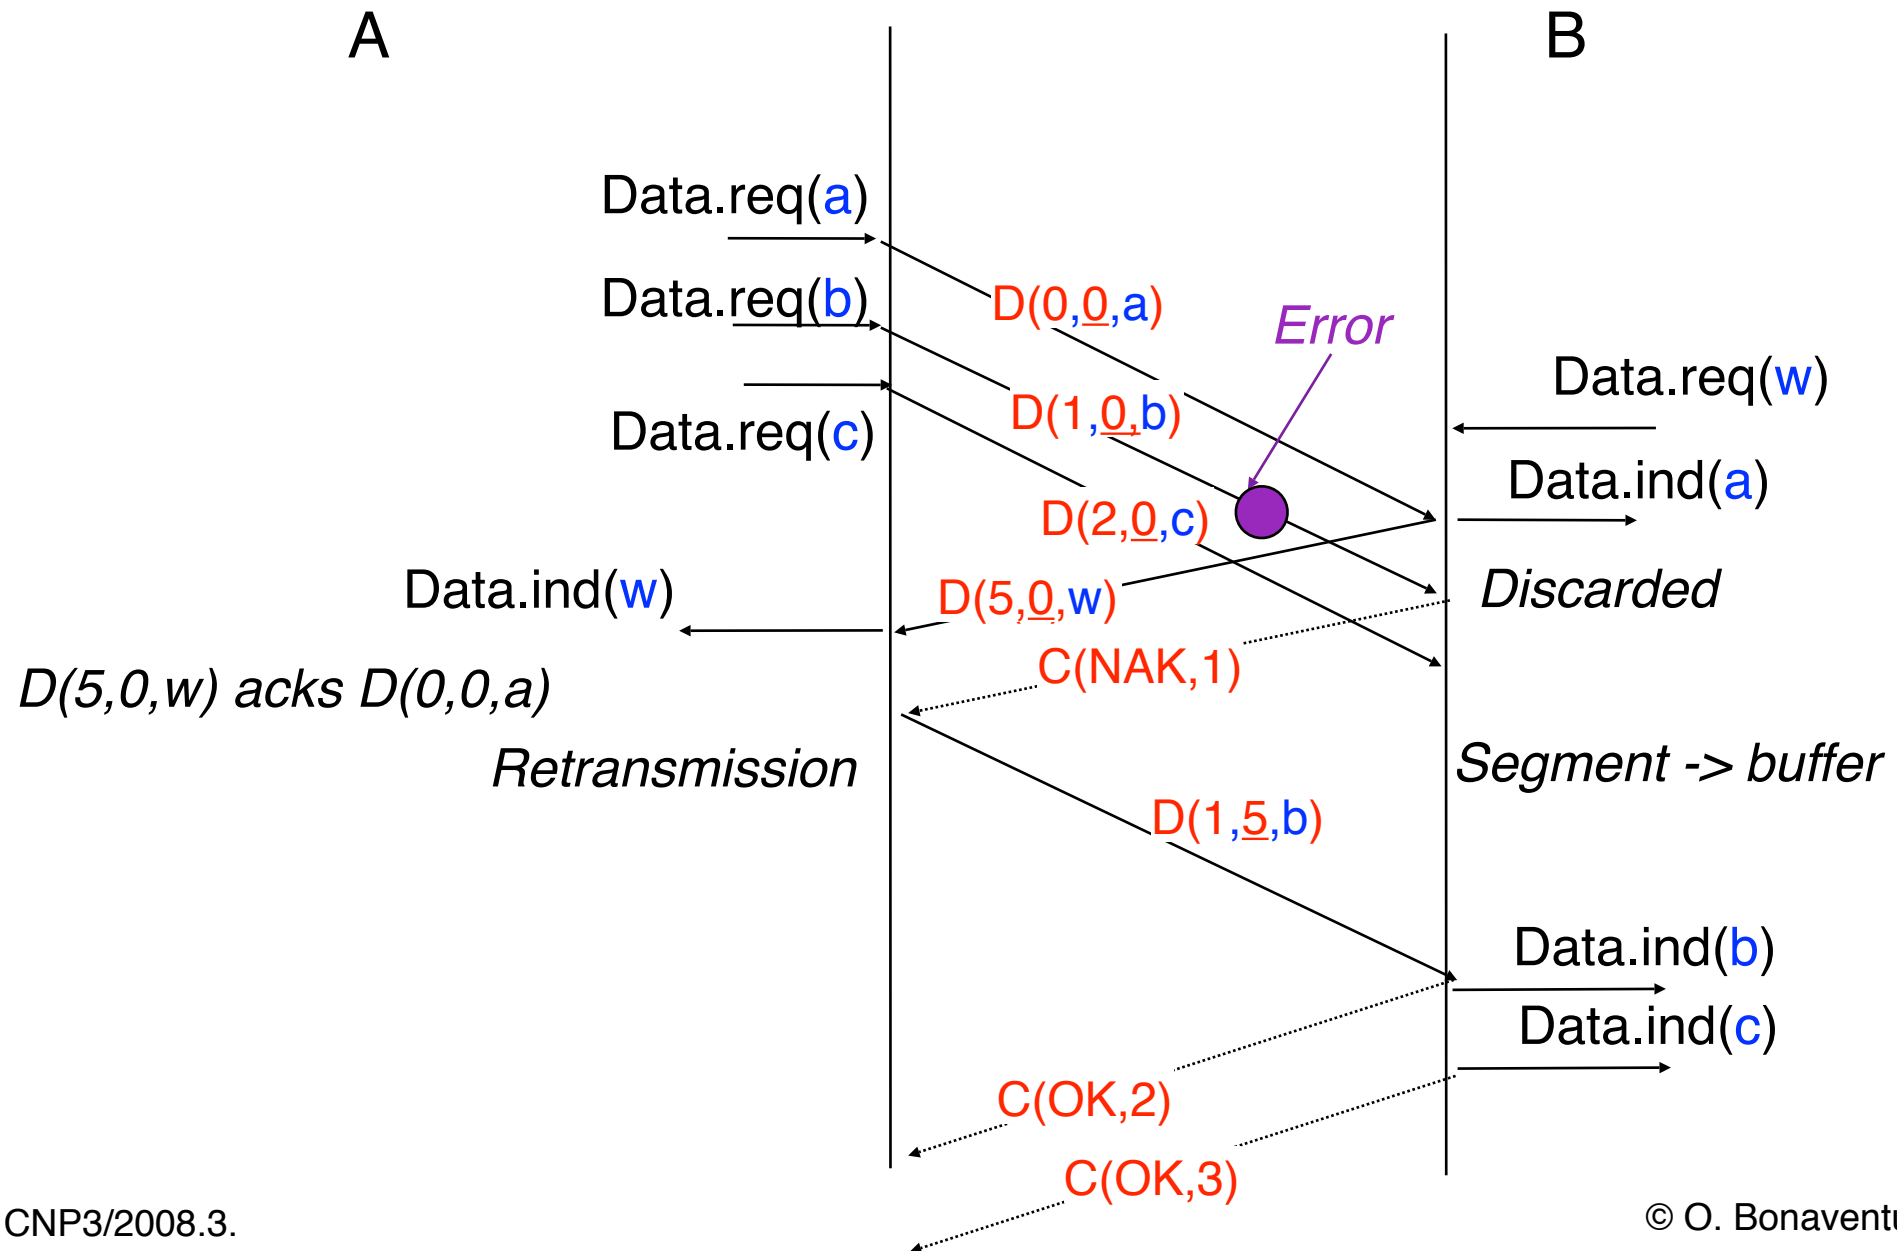 A
B
Data.req(a)
Data.req(b)
D(0,0,a)
Error
Data.req(w)
D(1,0,b)
Data.req(c)
Data.ind(a)
D(2,0,c)
Data.ind(w)
D(5,0,w)
Discarded
C(NAK,1)
D(5,0,w) acks D(0,0,a)
Retransmission
Segment -> buffer
D(1,5,b)
Data.ind(b)
Data.ind(c)
C(OK,2)
C(OK,3)
CNP3/2008.3.
© O. Bonaventu